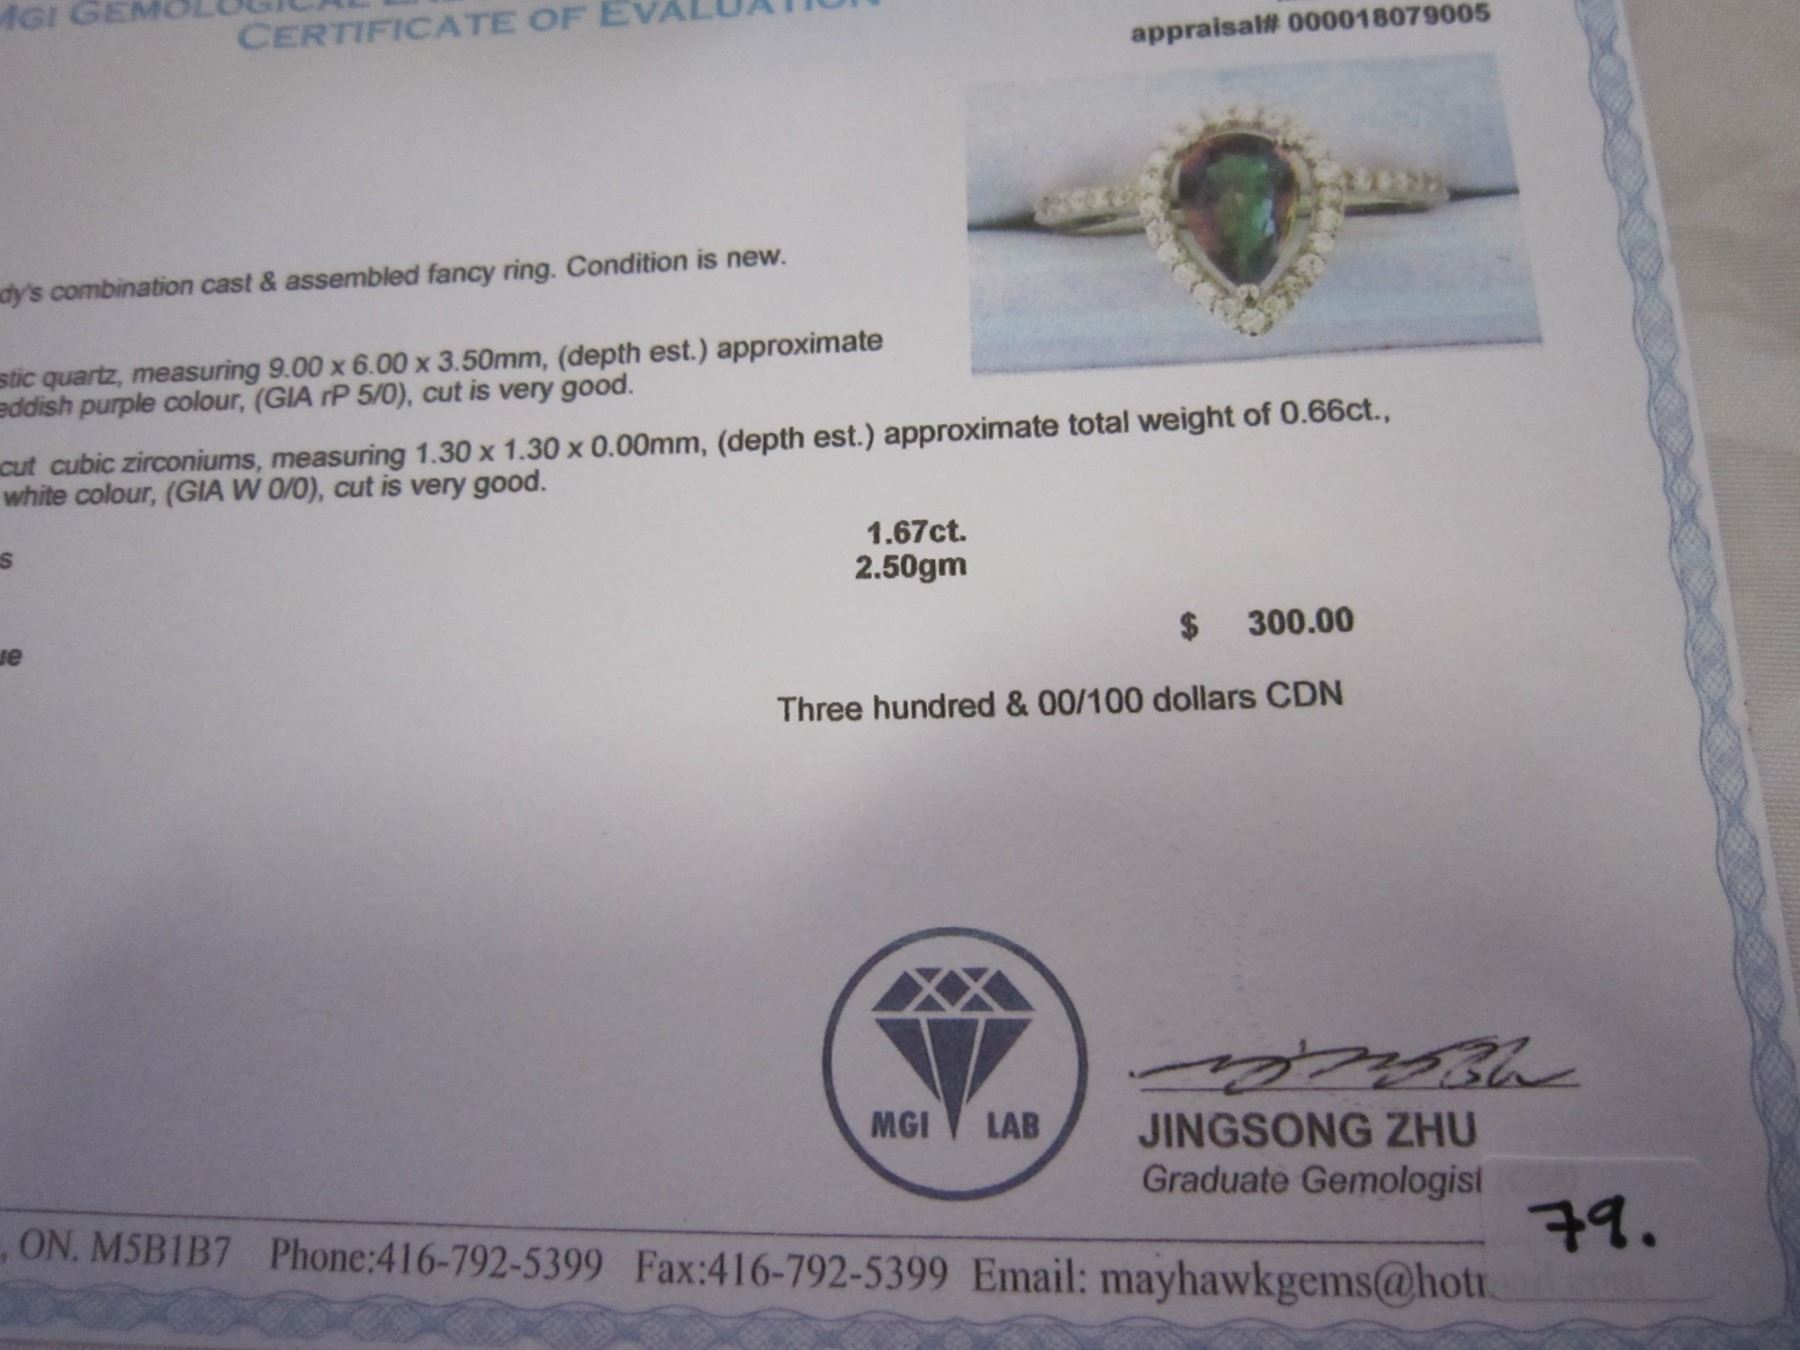 MGI GEMOLOGICAL
CERTIFICATE OF EVALUATION
appraisal# 000018079005
dy's combination cast & assembled fancy ring. Condition is new.
stic quartz, measuring 9.00 x 6.00 x 3.50mm, (depth est.) approximate
eddish purple colour, (GIA rP 5/0), cut is very good.
cut cubic zirconiums, measuring 1.30 x 1.30 x 0.00mm, (depth est.) approximate total weight of 0.66ct.,
white colour, (GIA W 0/0), cut is very good.
s 1.67ct.
2.50gm
$ 300.00
ue
Three hundred & 00/100 dollars CDN
MGI LAB
JINGSONG ZHU
Graduate Gemologist
79.
, ON. M5B1B7 Phone:416-792-5399 Fax:416-792-5399 Email: mayhawkgems@hot